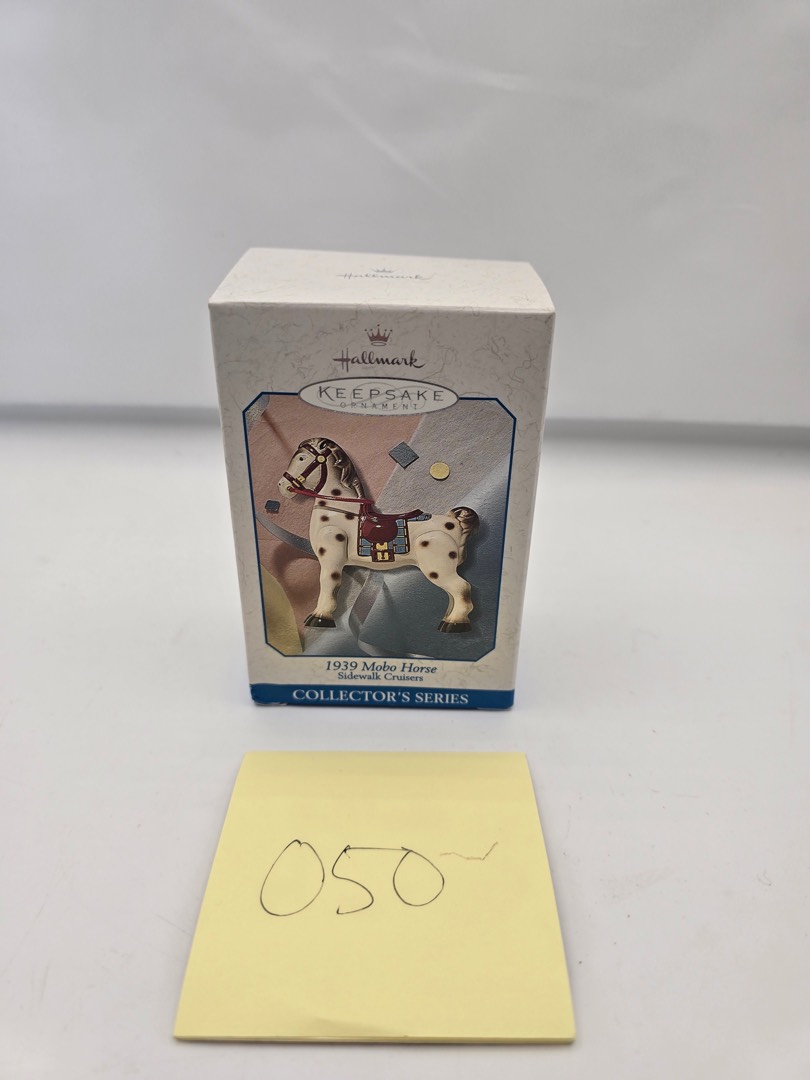 Hallmark
Hallmark
KEEPSAKE
ORNAMENT
1939 Mobo Horse
Sidewalk Cruisers
COLLECTOR'S SERIES
050